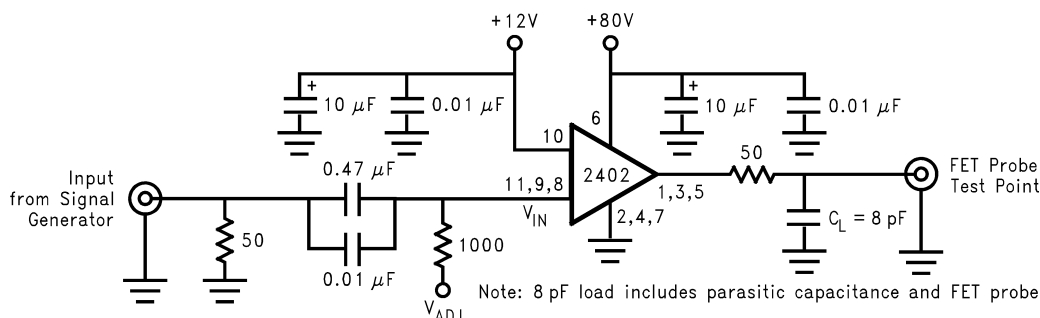 +12V
+80V
+
10 μF
0.01 μF
+
10 μF
0.01 μF
6
10
Input
from Signal
Generator
0.47 μF
11,9,8
2402
50
FET Probe
Test Point
1,3,5
V_IN
2,4,7
50
1000
C_L = 8 pF
0.01 μF
V_ADJ
Note: 8 pF load includes parasitic capacitance and FET probe